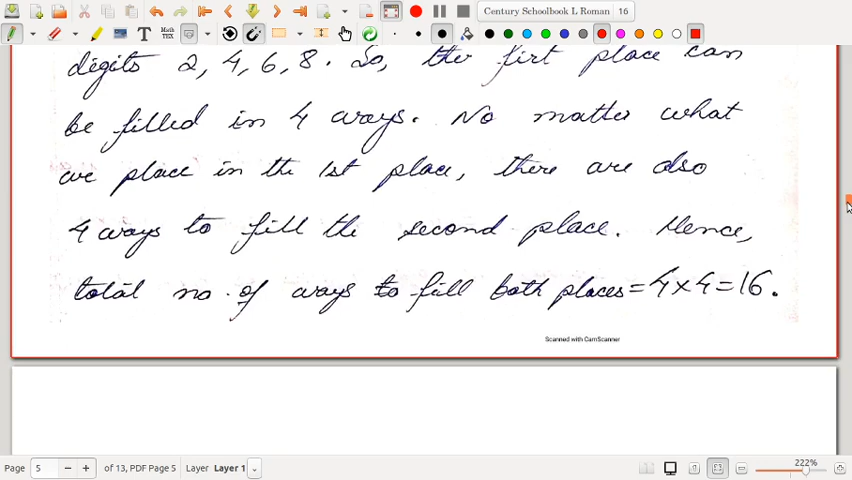 Century Schoolbook L Roman 16
Math TEX T
digits 2, 4, 6, 8. So, the firt place can
be filled in 4 ways. No matter what
we place in the 1st place, there are also
4 ways to fill the second place. Hence,
total no. of ways to fill both places = 4 × 4 = 16.
Scanned with CamScanner
Page 5 of 13, PDF Page 5 Layer Layer 1 222%